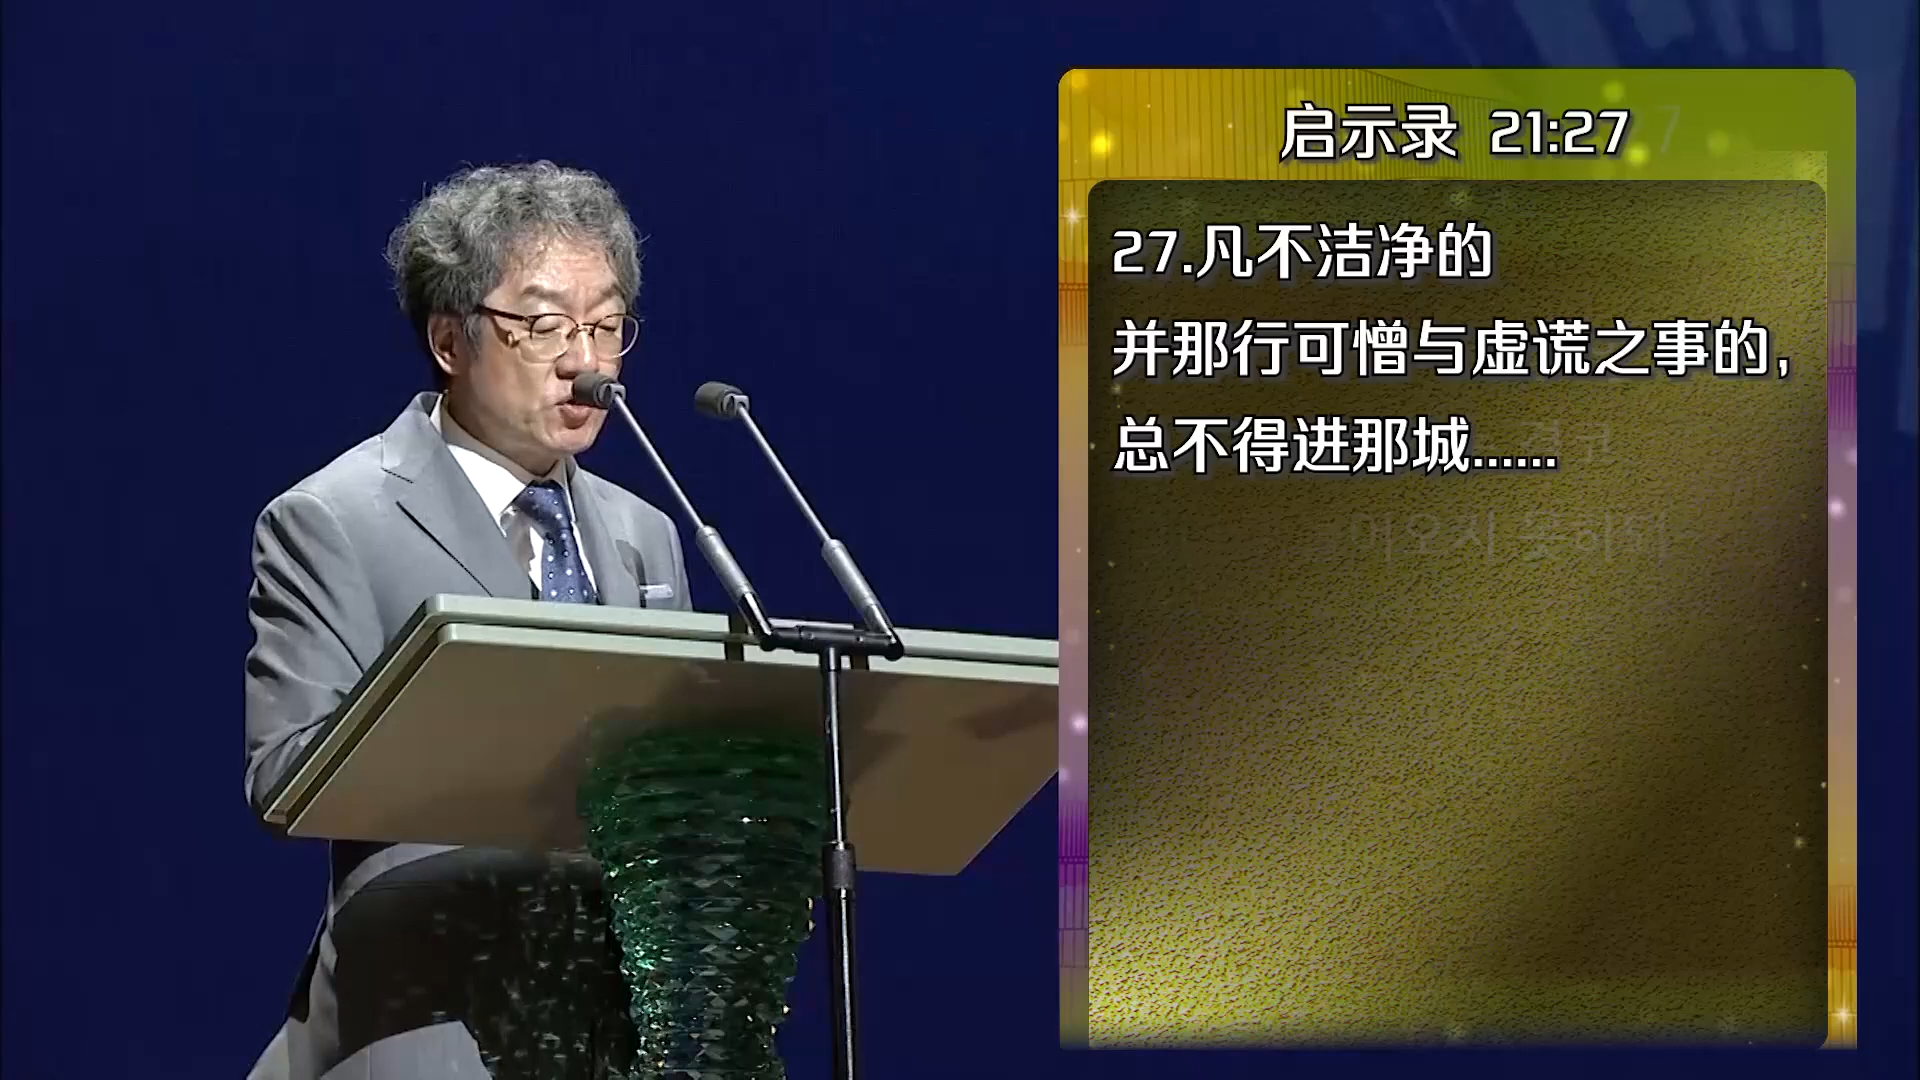 启示录 21:27
27.凡不洁净的
并那行可憎与虚谎之事的，
总不得进那城......